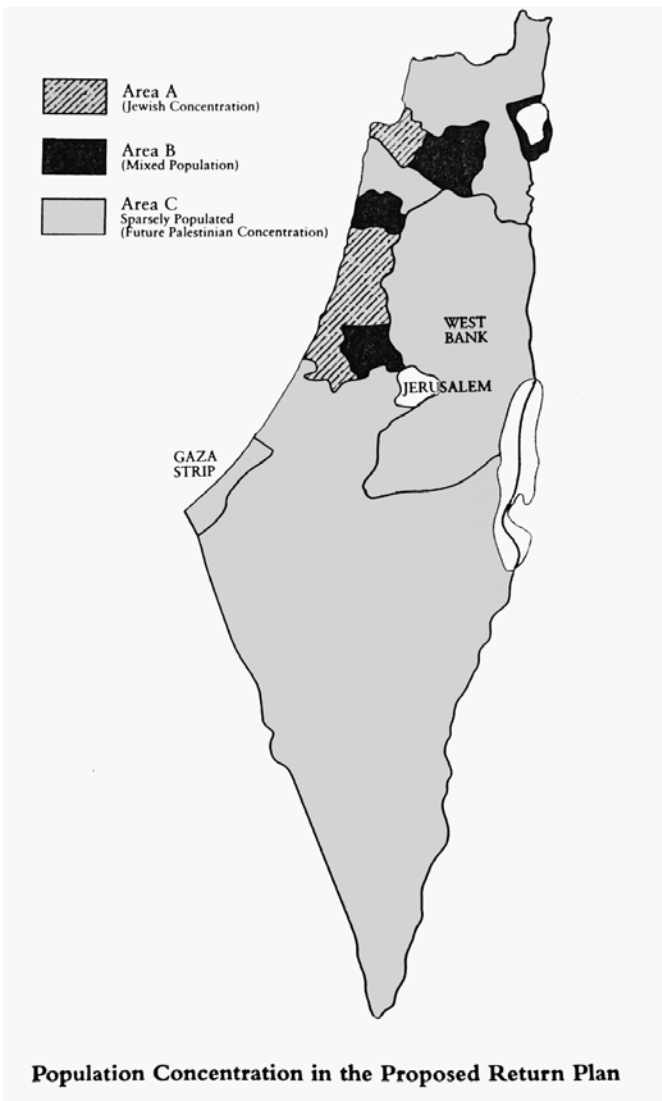 Area A
(Jewish Concentration)
Area B
(Mixed Population)
Area C
Sparsely Populated
(Future Palestinian Concentration)
WEST
BANK
JERUSALEM
GAZA
STRIP
Population Concentration in the Proposed Return Plan